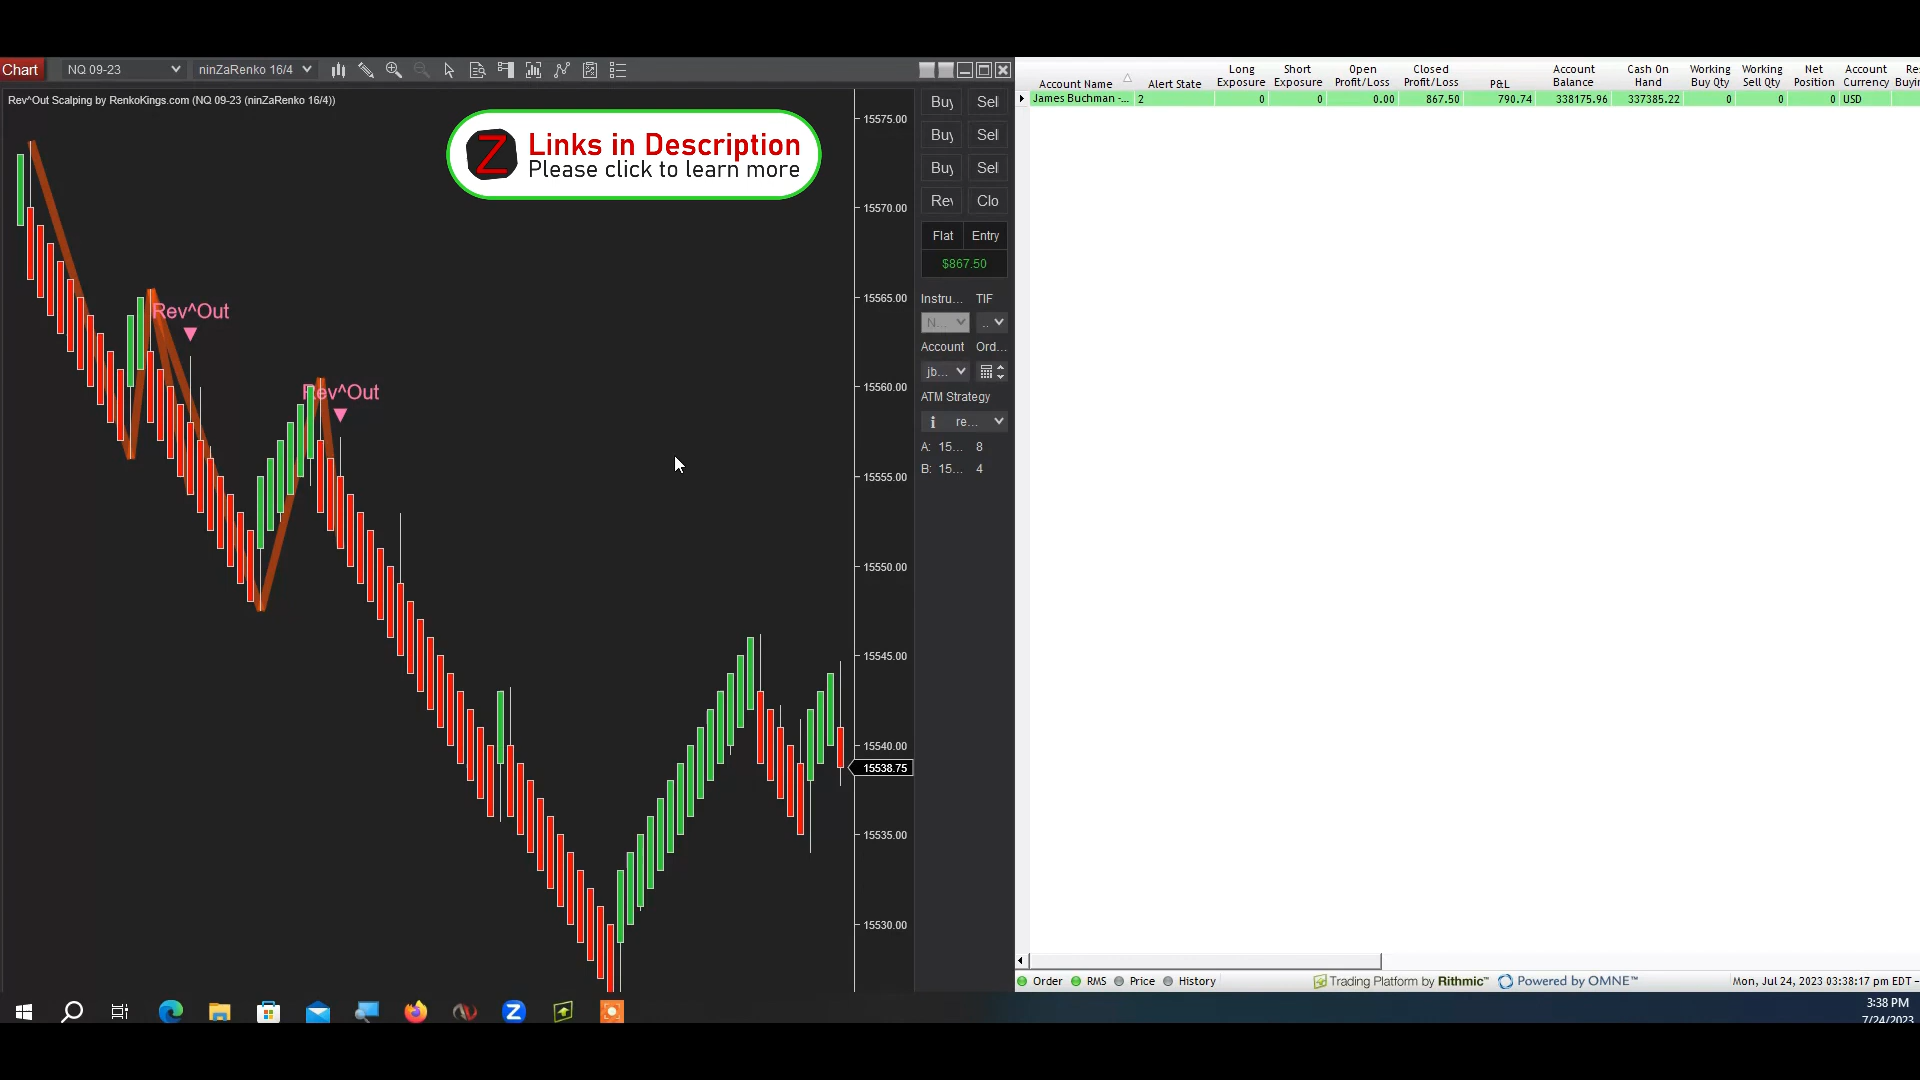 Chart NQ 09-23 ninZaRenko 16/4
Rev^Out Scalping by RenkoKings.com (NQ 09-23 (ninZaRenko 16/4))
Z
Links in Description
Please click to learn more
Rev^Out
Rev^Out
15575.00
15570.00
15565.00
15560.00
15555.00
15550.00
15545.00
15540.00
15538.75
15535.00
15530.00
Buy Sell
Buy Sell
Buy Sell
Rev Clo
Flat Entry
$867.50
Instru... TIF
N... ..
Account Ord...
jb...
ATM Strategy
i re...
A: 15... 8
B: 15... 4
Account Name Alert State Long Exposure Short Exposure Open Profit/Loss Closed Profit/Loss P&L Account Balance Cash On Hand Working Buy Qty Working Sell Qty Net Position Account Currency
James Buchman -... 2 0 0 0.00 867.50 790.74 338175.96 337385.22 0 0 0 USD
Order RMS Price History Trading Platform by Rithmic™ Powered by OMNE™ Mon, Jul 24, 2023 03:38:17 pm EDT -
3:38 PM
7/24/2023